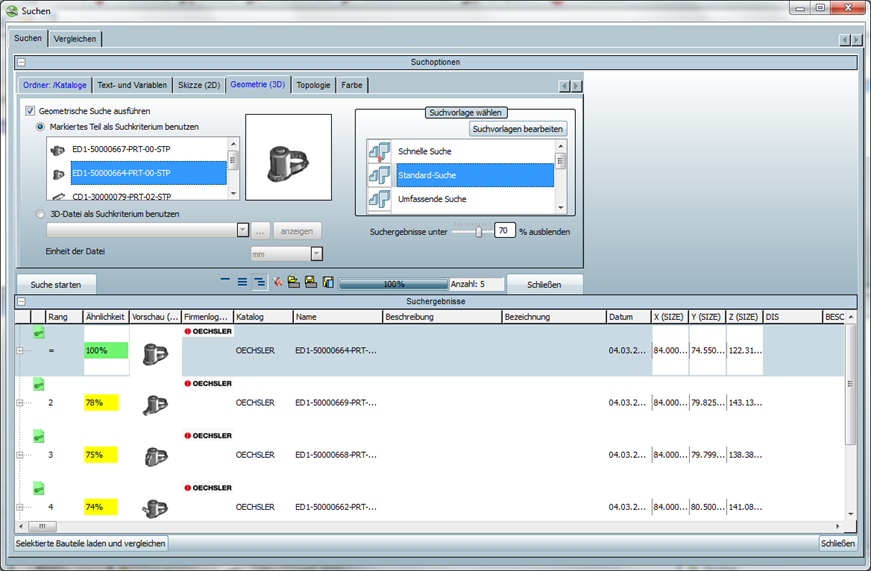 Suchen
Suchen Vergleichen
Suchoptionen
Ordner: /Kataloge Text- und Variablen Skizze (2D) Geometrie (3D) Topologie Farbe
Geometrische Suche ausführen
Markiertes Teil als Suchkriterium benutzen
ED1-50000667-PRT-00-STP
ED1-50000664-PRT-00-STP
CD1-30000079-PRT-02-STP
3D-Datei als Suchkriterium benutzen
... anzeigen
Einheit der Datei mm
Suchvorlage wählen
Suchvorlagen bearbeiten
Schnelle Suche
Standard-Suche
Umfassende Suche
Suchergebnisse unter 70 % ausblenden
Suche starten 100% Anzahl: 5 Schließen
Suchergebnisse
Rang Ähnlichkeit Vorschau (... Firmenlog... Katalog Name Beschreibung Bezeichnung Datum X (SIZE) Y (SIZE) Z (SIZE) DIS BESC
OECHSLER
= 100% OECHSLER ED1-50000664-PRT-... 04.03.2... 84.000... 74.550... 122.31...
OECHSLER
2 78% OECHSLER ED1-50000669-PRT-... 04.03.2... 84.000... 79.825... 143.13...
OECHSLER
3 75% OECHSLER ED1-50000668-PRT-... 04.03.2... 84.000... 79.799... 138.38...
OECHSLER
4 74% OECHSLER ED1-50000662-PRT-... 04.03.2... 84.000... 80.500... 141.08...
Selektierte Bauteile laden und vergleichen Schließen